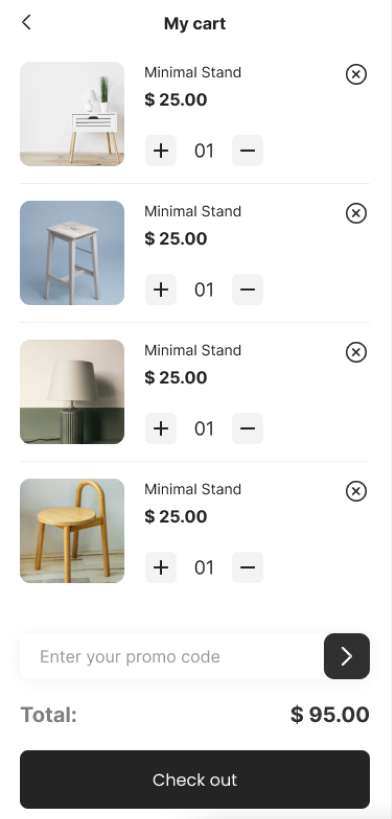 My cart
Minimal Stand
$ 25.00
01
Minimal Stand
$ 25.00
01
Minimal Stand
$ 25.00
01
Minimal Stand
$ 25.00
01
Enter your promo code
Total: $ 95.00
Check out